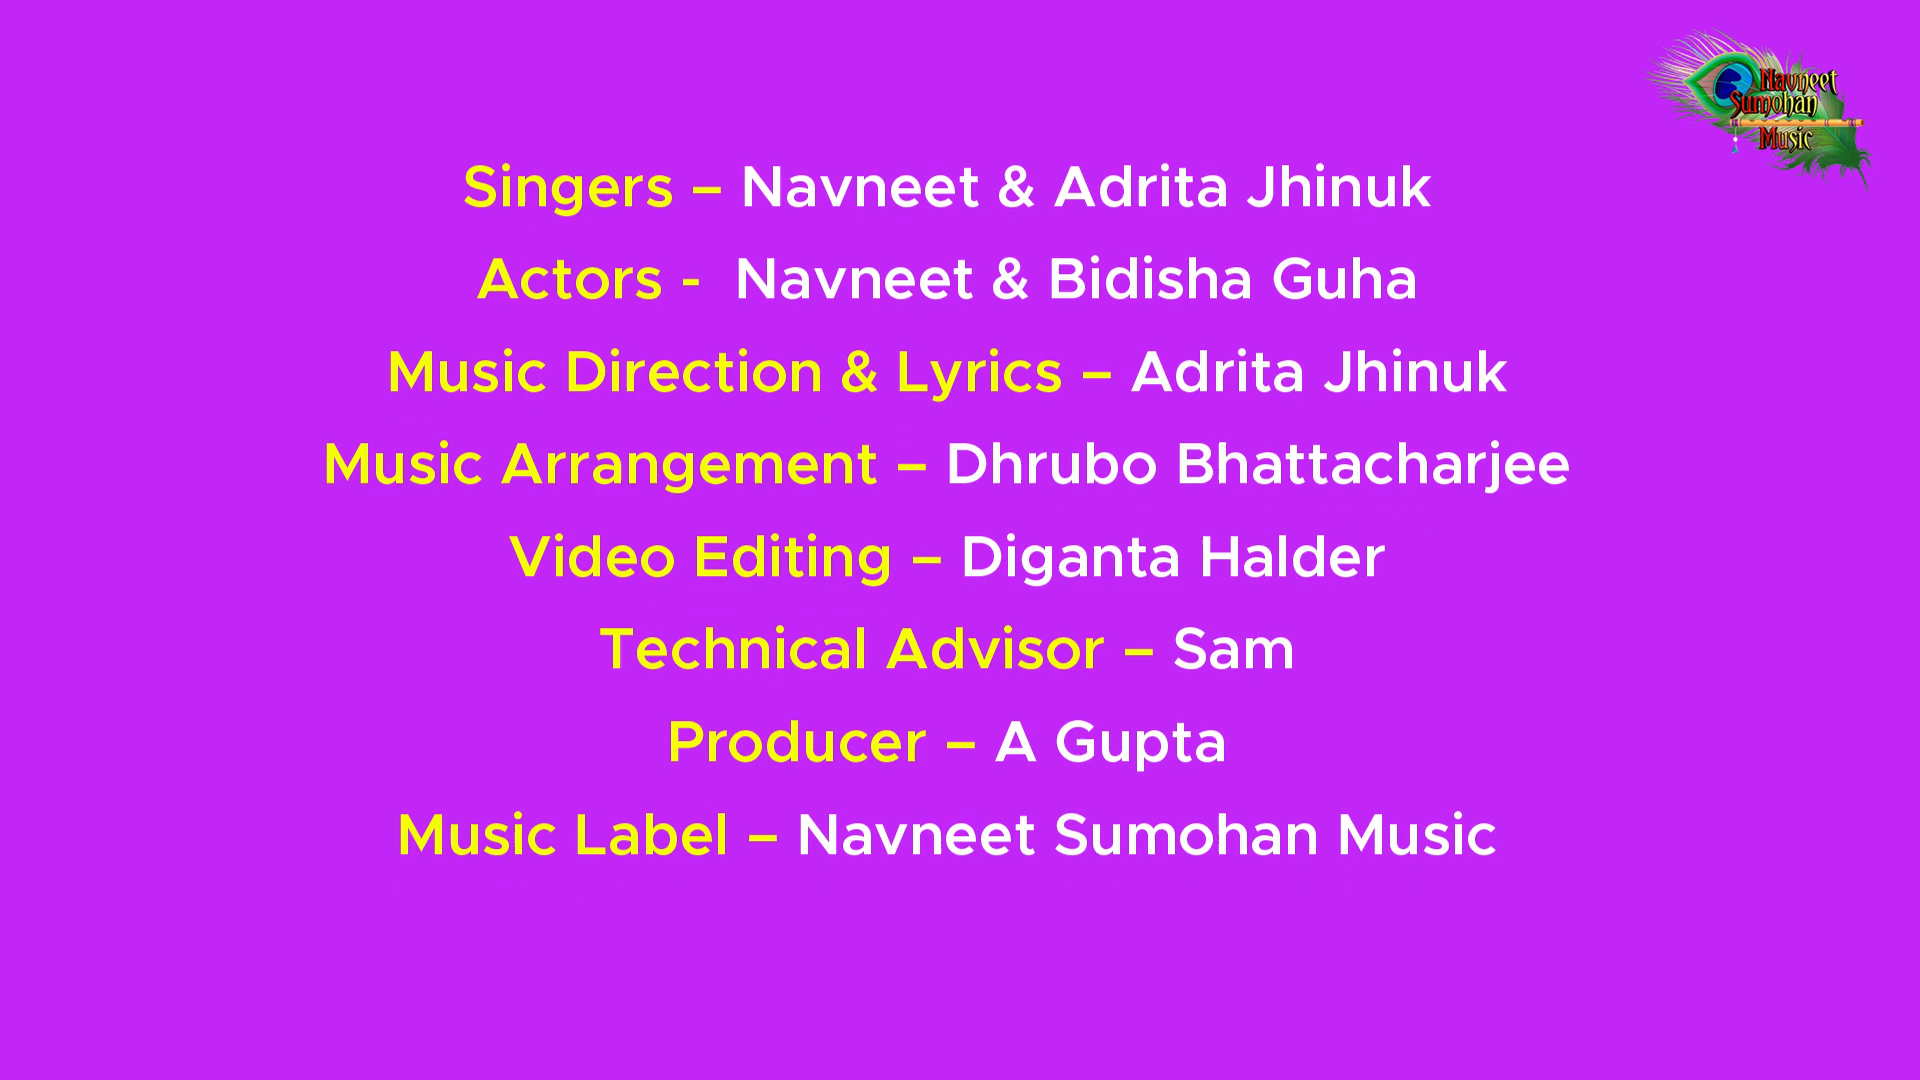 Navneet
Sumohan
Music
Singers – Navneet & Adrita Jhinuk
Actors -  Navneet & Bidisha Guha
Music Direction & Lyrics – Adrita Jhinuk
Music Arrangement – Dhrubo Bhattacharjee
Video Editing – Diganta Halder
Technical Advisor – Sam
Producer – A Gupta
Music Label – Navneet Sumohan Music